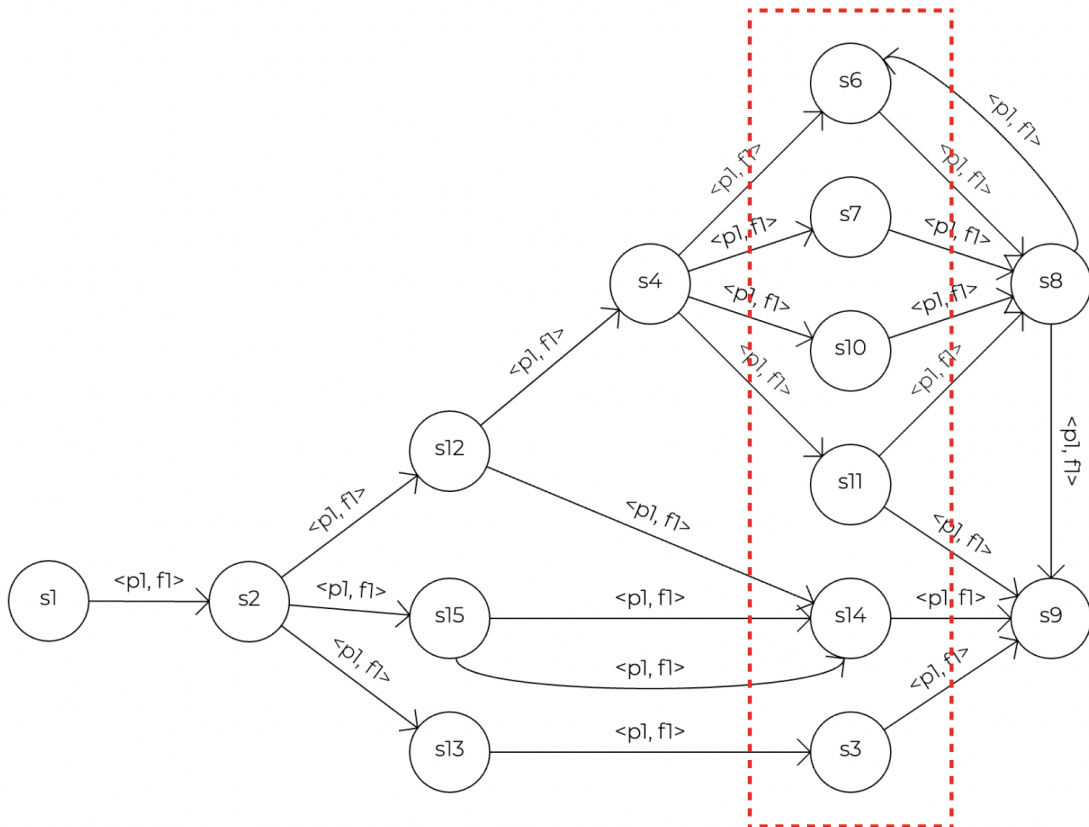 s6
<p1, f1>
<p1, f1>
<p1, f1>
s7
<p1, f1>
<p1, f1>
s4
s8
<p1, f1>
<p1, f1>
s10
<p1, f1>
<p1, f1>
<p1, f1>
s12
<p1, f1>
s11
<p1, f1>
<p1, f1>
<p1, f1>
s1
<p1, f1>
s2
<p1, f1>
s15
<p1, f1>
s14
<p1, f1>
s9
<p1, f1>
<p1, f1>
<p1, f1>
s13
<p1, f1>
s3